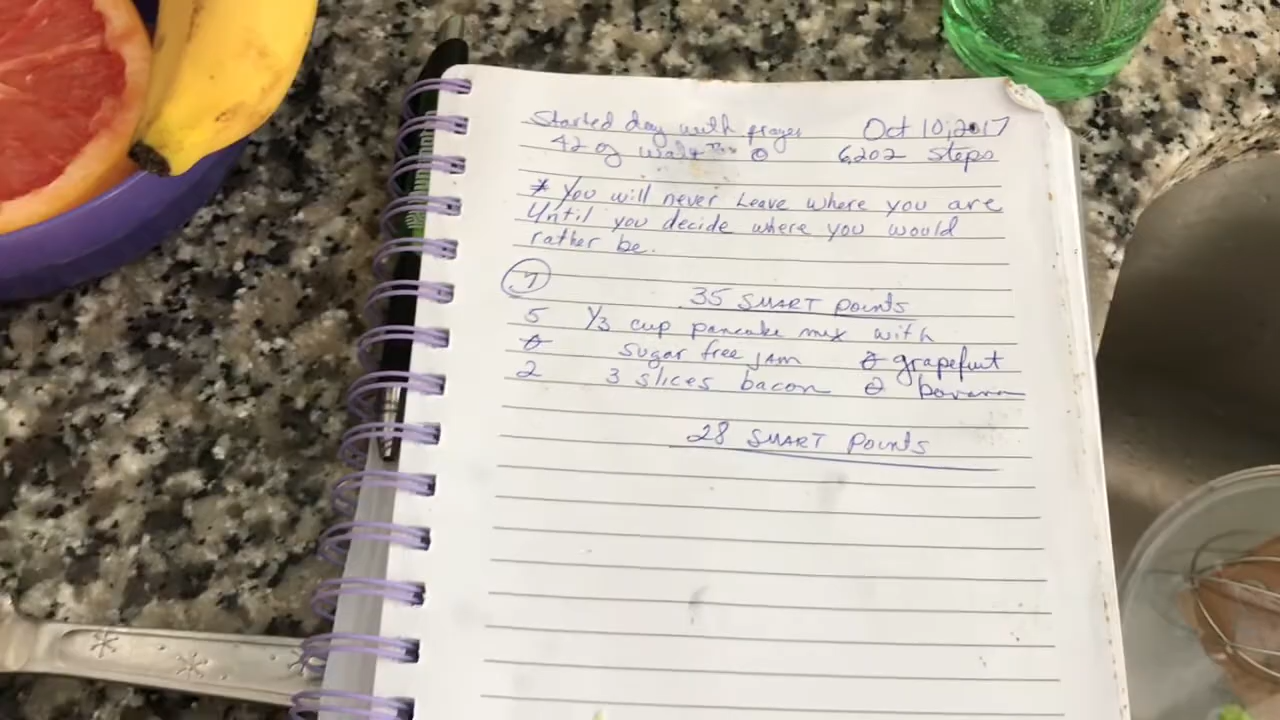 Started day with prayer Oct 10, 2017
42 oz water 6,202 Steps
* You will never Leave where you are
Until you decide where you would
rather be.
7
35 SMART Points
5 1/3 cup pancake mix with
0 sugar free JAM 0 grapefruit
2 3 slices bacon 0 banana
28 SMART Points